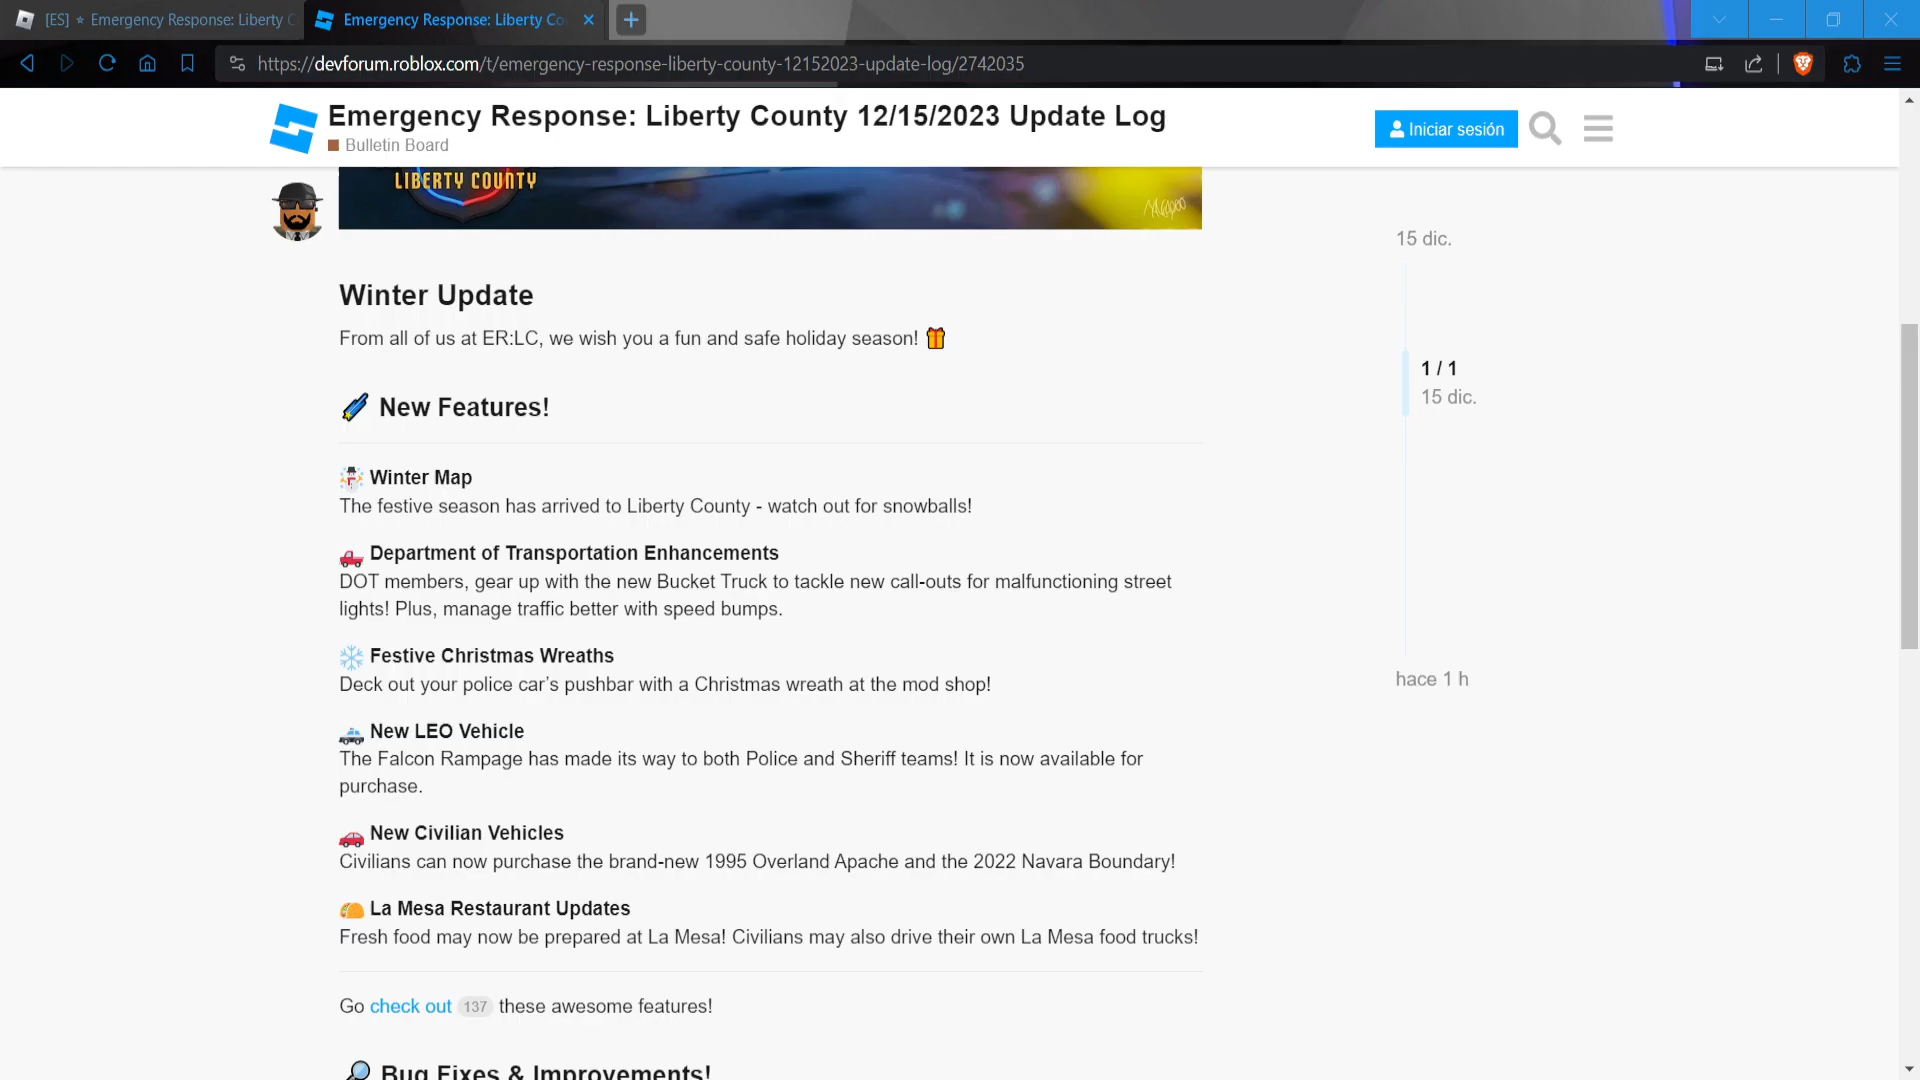 [ES] ⭐ Emergency Response: Liberty C
Emergency Response: Liberty Co
https://devforum.roblox.com/t/emergency-response-liberty-county-12152023-update-log/2742035
Emergency Response: Liberty County 12/15/2023 Update Log
Bulletin Board
Iniciar sesión
LIBERTY COUNTY
15 dic.
Winter Update
From all of us at ER:LC, we wish you a fun and safe holiday season!
1 / 1
15 dic.
New Features!
Winter Map
The festive season has arrived to Liberty County - watch out for snowballs!
Department of Transportation Enhancements
DOT members, gear up with the new Bucket Truck to tackle new call-outs for malfunctioning street
lights! Plus, manage traffic better with speed bumps.
Festive Christmas Wreaths
Deck out your police car’s pushbar with a Christmas wreath at the mod shop!
hace 1 h
New LEO Vehicle
The Falcon Rampage has made its way to both Police and Sheriff teams! It is now available for
purchase.
New Civilian Vehicles
Civilians can now purchase the brand-new 1995 Overland Apache and the 2022 Navara Boundary!
La Mesa Restaurant Updates
Fresh food may now be prepared at La Mesa! Civilians may also drive their own La Mesa food trucks!
Go check out 137 these awesome features!
Bug Fixes & Improvements!